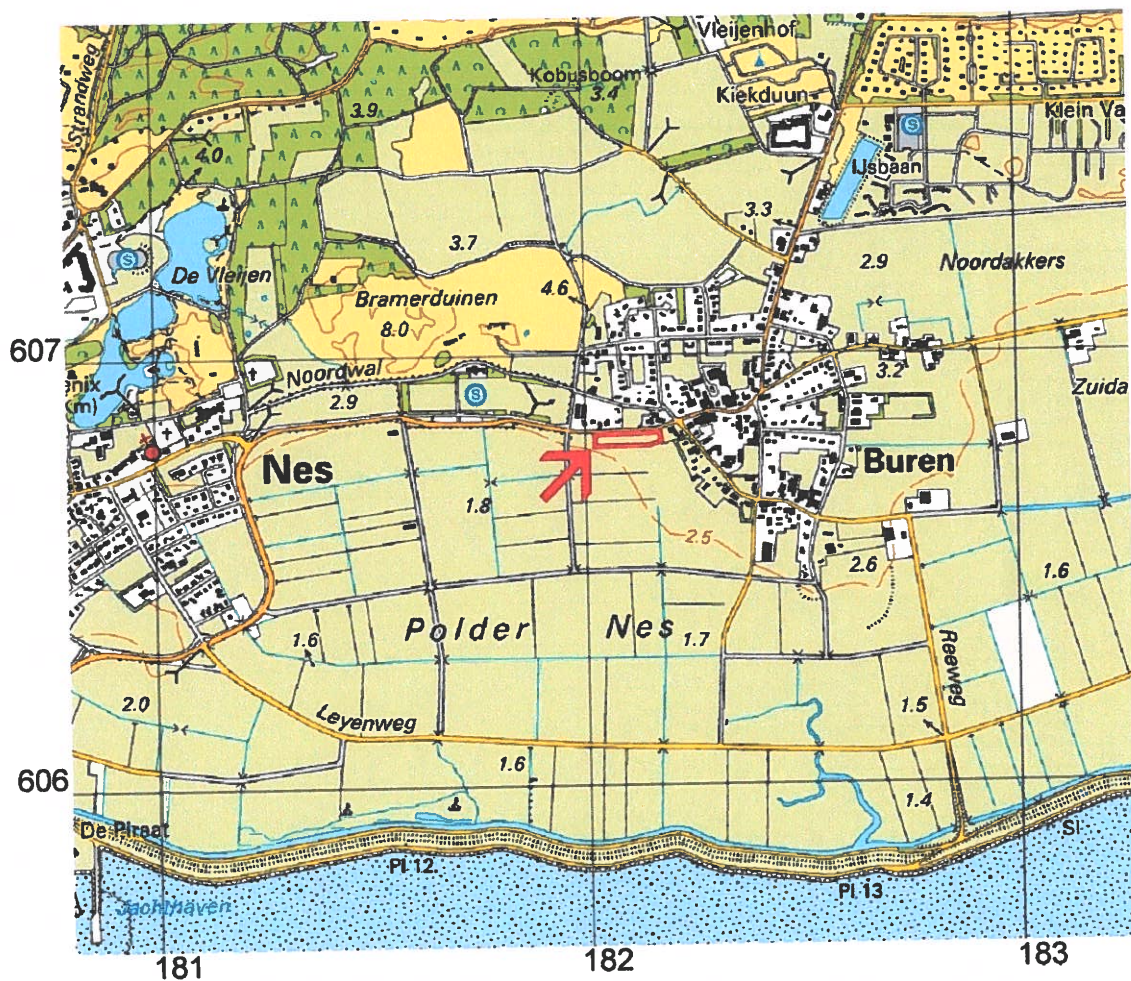 Strandweg
Vleijenhof
Kobusboom
3.4
Kiekduun
3.9
Klein Va
S
4.0
IJsbaan
3.3
3.7
S
De Vleijen
2.9
Noordakkers
4.6
Bramerduinen
8.0
607
Noordwal
3.2
enix
m)
2.9
S
Zuida
Nes
Buren
1.8
2.5
2.6
1.6
Polder Nes
1.6
1.7
Reeweg
2.0
Leyenweg
1.5
606
1.6
1.4
De Piraat
Sl
Pl 12
Pl 13
Jachthaven
181
182
183